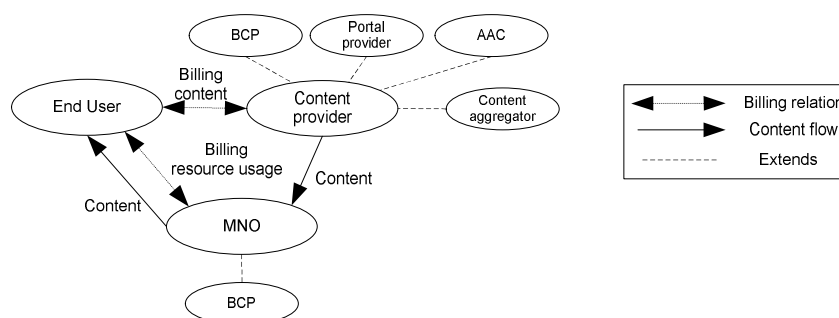 BCP
Portal
provider
AAC
Billing
content
End User
Content
provider
Content
aggregator
Billing relation
Content flow
Extends
Billing
resource usage
Content
Content
MNO
BCP